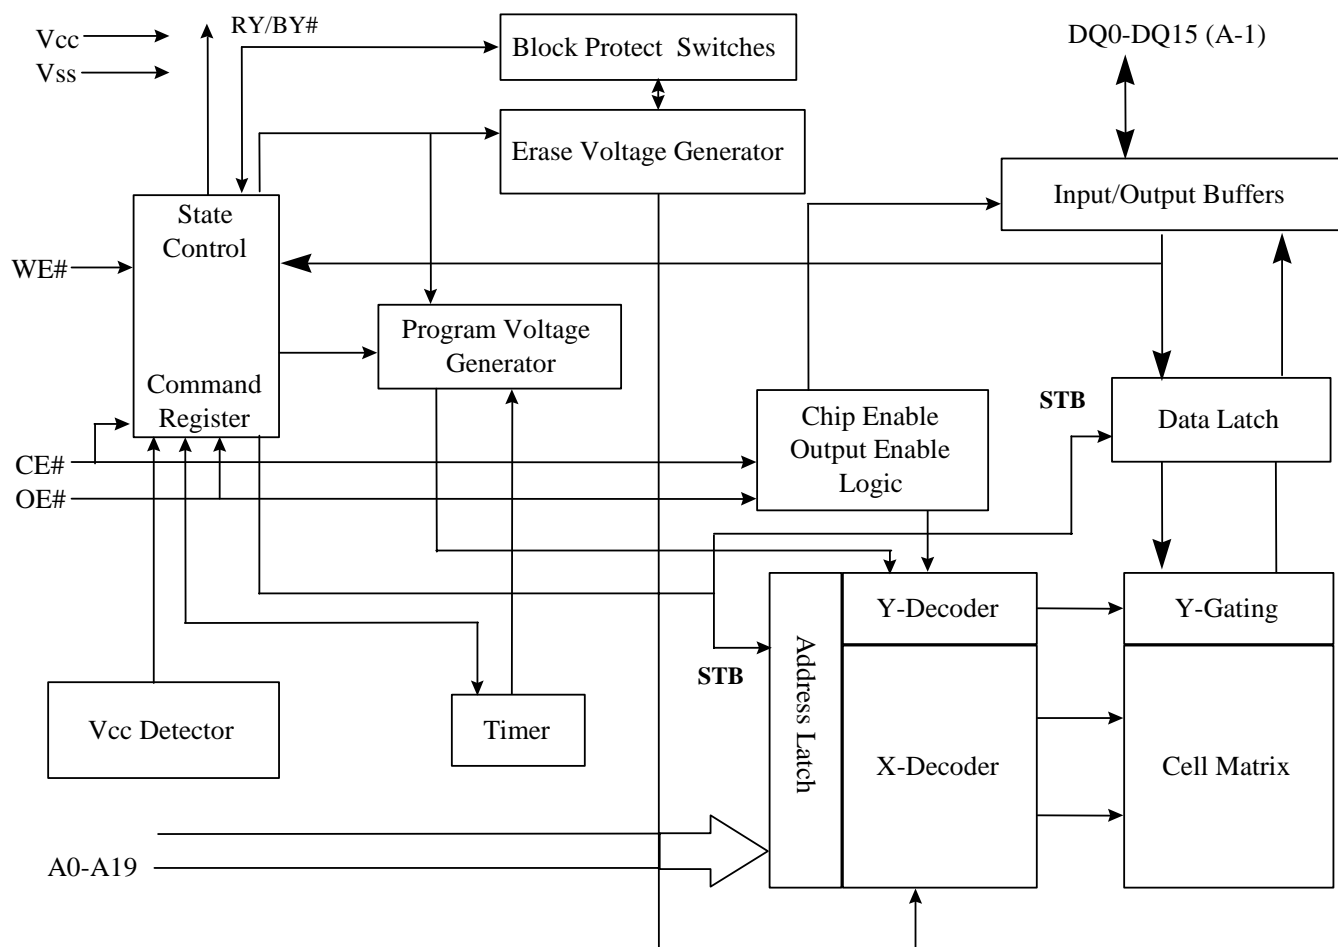 Vcc
Vss
RY/BY#
Block Protect Switches
DQ0-DQ15 (A-1)
Erase Voltage Generator
Input/Output Buffers
State
Control
WE#
Program Voltage
Generator
Command
Register
CE#
OE#
Chip Enable
Output Enable
Logic
STB
Data Latch
Y-Decoder
Y-Gating
STB
Address Latch
Vcc Detector
Timer
X-Decoder
Cell Matrix
A0-A19